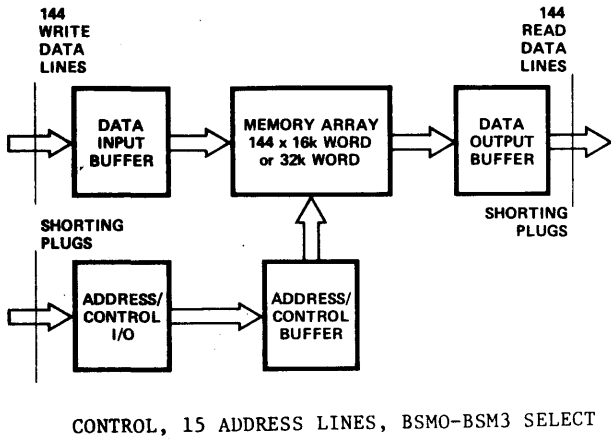 144
WRITE
DATA
LINES
144
READ
DATA
LINES
DATA
INPUT
BUFFER
MEMORY ARRAY
144 x 16k WORD
or 32k WORD
DATA
OUTPUT
BUFFER
SHORTING
PLUGS
SHORTING
PLUGS
ADDRESS/
CONTROL
I/O
ADDRESS/
CONTROL
BUFFER
CONTROL, 15 ADDRESS LINES, BSMO-BSM3 SELECT